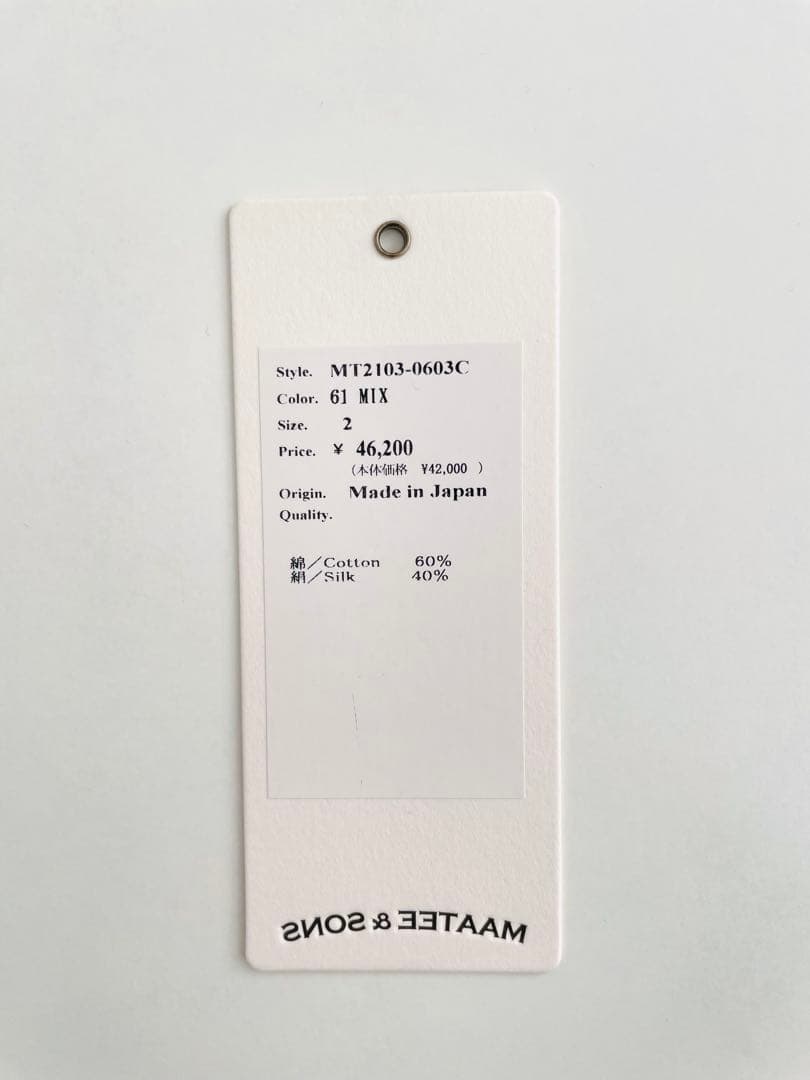 Style. MT2103-0603C
Color. 61 MIX
Size. 2
Price. ¥ 46,200
(本体価格 ¥42,000 )
Origin. Made in Japan
Quality.
綿/Cotton 60%
絹/Silk 40%
MAATEE & SONS